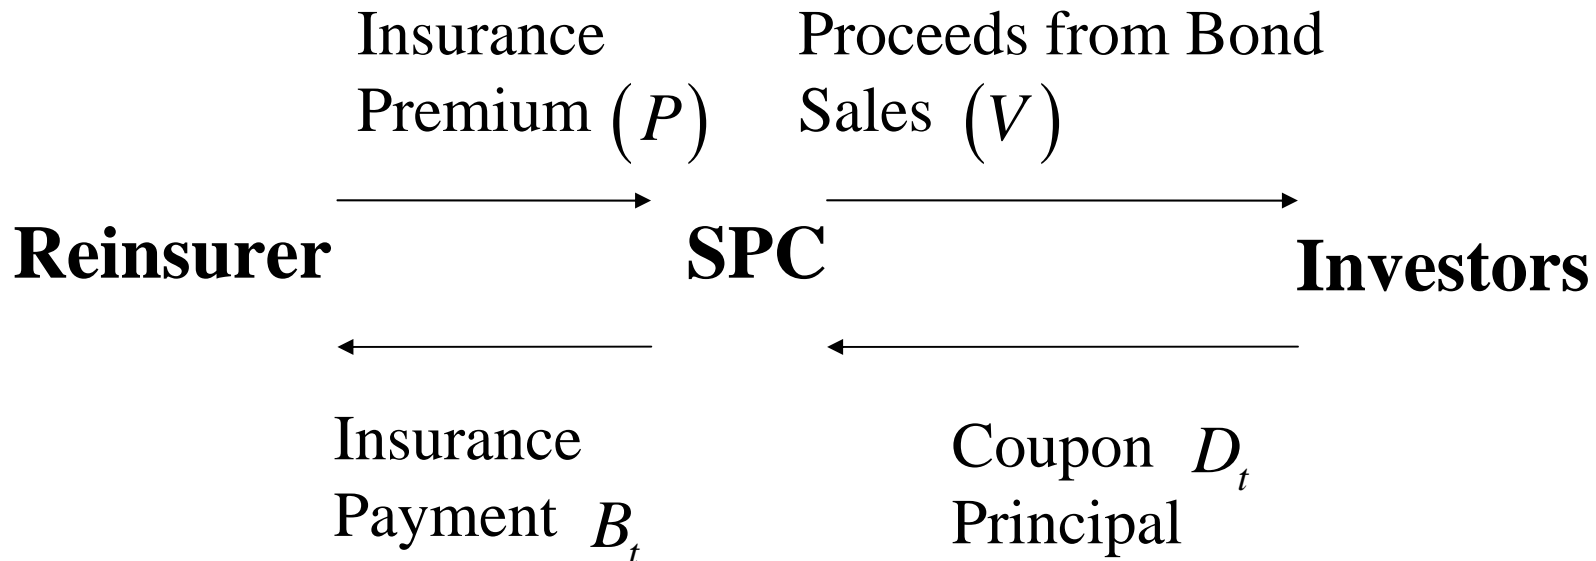 Insurance
Premium (P)
Proceeds from Bond
Sales (V)
Reinsurer
SPC
Investors
Insurance
Payment B_t
Coupon D_t
Principal